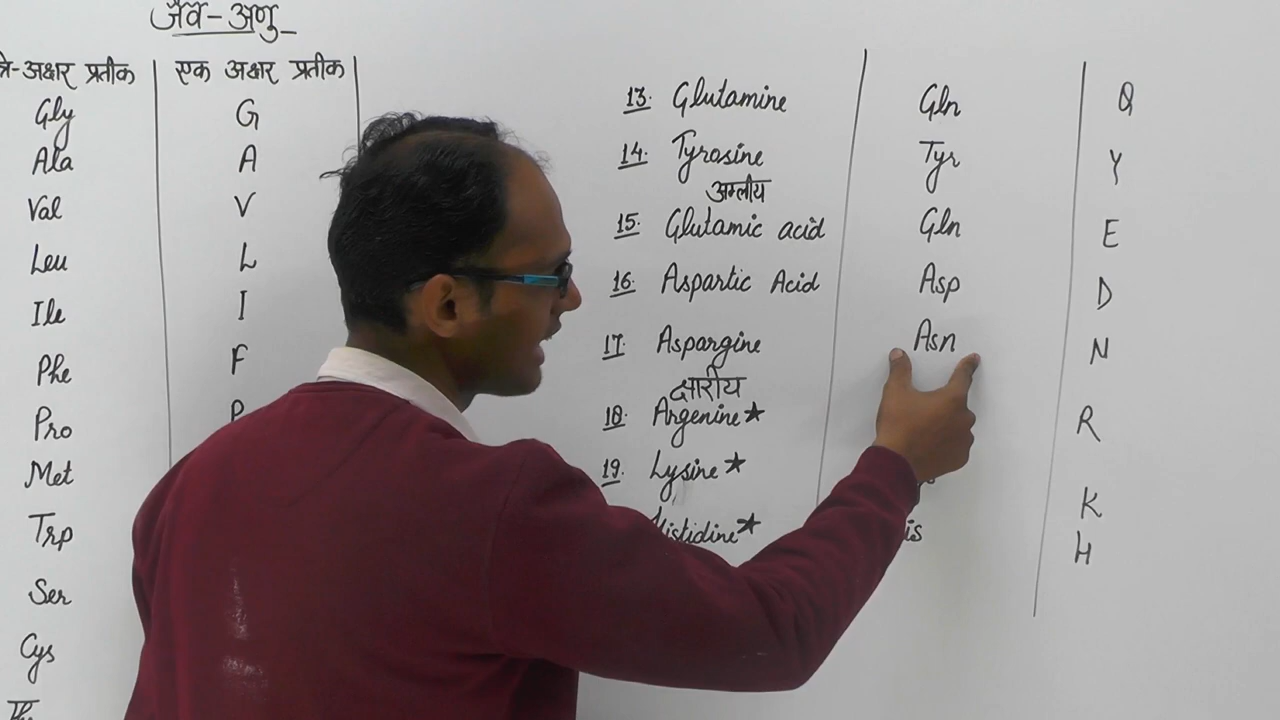 जैव-अणु
त्रि-अक्षर प्रतीक एक अक्षर प्रतीक
Gly G
Ala A
Val V
Leu L
Ile I
Phe F
Pro P
Met
Trp
Ser
Cys
13. Glutamine Gln Q
14. Tyrosine Tyr Y
अम्लीय
15. Glutamic acid Gln E
16. Aspartic Acid Asp D
17. Aspargine Asn N
क्षारीय
18. Argenine★ R
19. Lysine★ K
Histidine★ His H